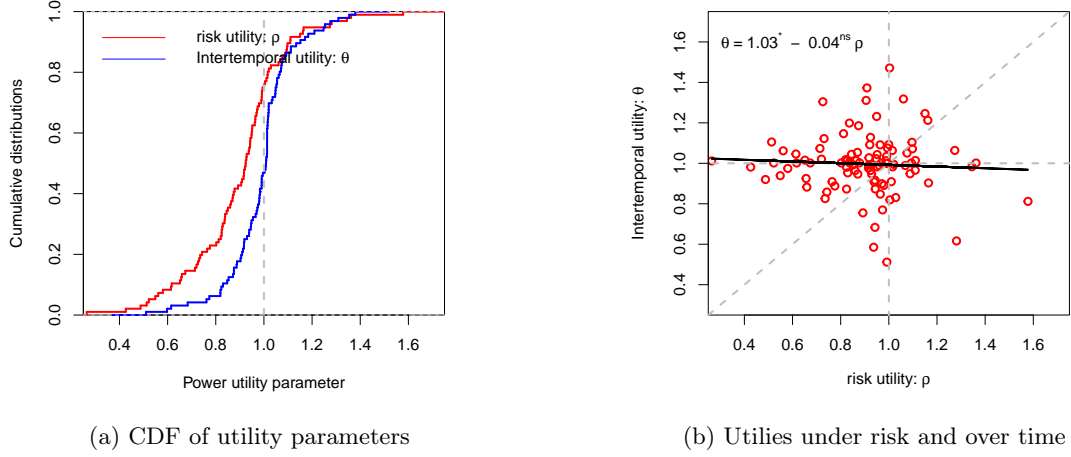 risk utility: ρ
Intertemporal utility: θ
Cumulative distributions
0.0 0.2 0.4 0.6 0.8 1.0
0.4 0.6 0.8 1.0 1.2 1.4 1.6
Power utility parameter
(a) CDF of utility parameters
θ = 1.03* − 0.04ns ρ
Intertemporal utility: θ
0.4 0.6 0.8 1.0 1.2 1.4 1.6
0.4 0.6 0.8 1.0 1.2 1.4 1.6
risk utility: ρ
(b) Utilies under risk and over time